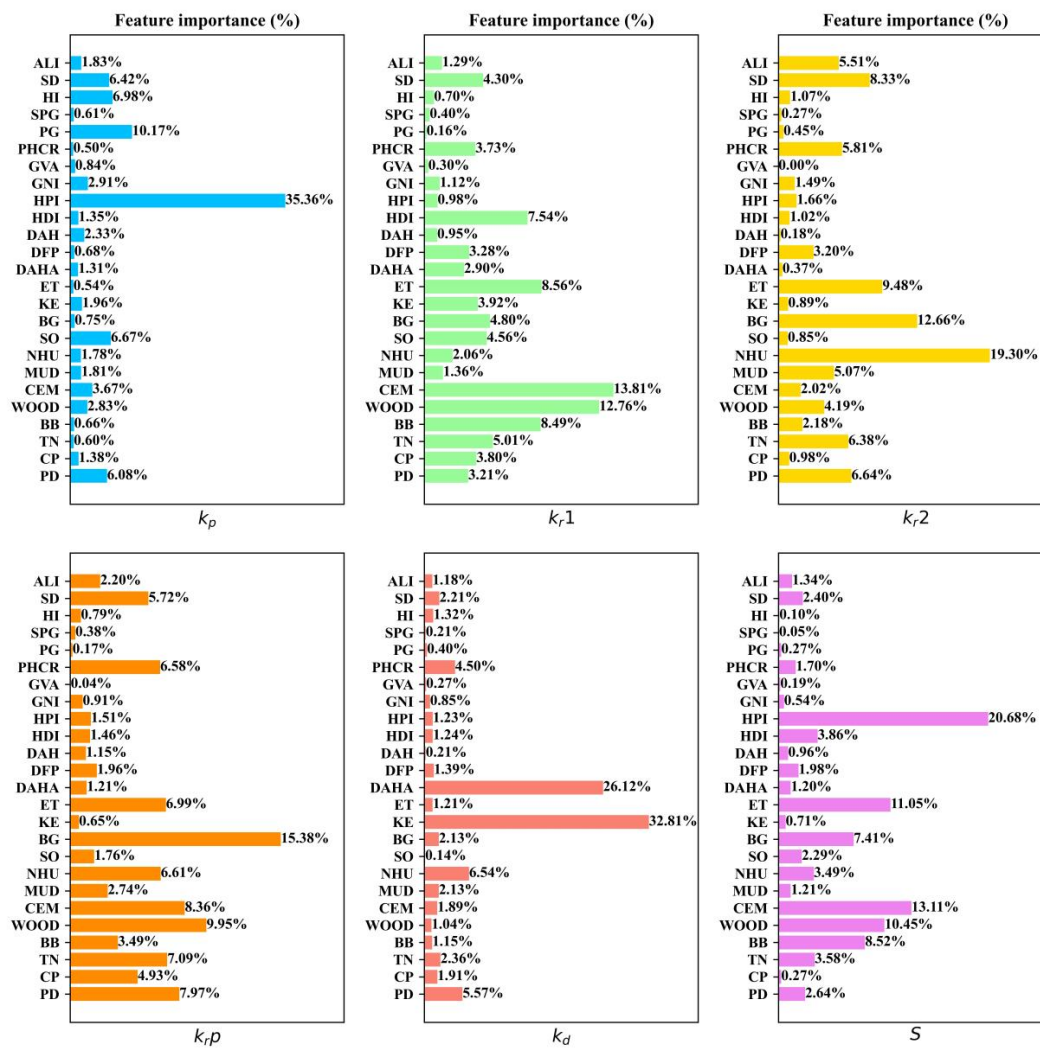 Feature importance (%) Feature importance (%) Feature importance (%)
ALI 1.83% ALI 1.29% ALI 5.51%
SD 6.42% SD 4.30% SD 8.33%
HI 6.98% HI 0.70% HI 1.07%
SPG 0.61% SPG 0.40% SPG 0.27%
PG 10.17% PG 0.16% PG 0.45%
PHCR 0.50% PHCR 3.73% PHCR 5.81%
GVA 0.84% GVA 0.30% GVA 0.00%
GNI 2.91% GNI 1.12% GNI 1.49%
HPI 35.36% HPI 0.98% HPI 1.66%
HDI 1.35% HDI 7.54% HDI 1.02%
DAH 2.33% DAH 0.95% DAH 0.18%
DFP 0.68% DFP 3.28% DFP 3.20%
DAHA 1.31% DAHA 2.90% DAHA 0.37%
ET 0.54% ET 8.56% ET 9.48%
KE 1.96% KE 3.92% KE 0.89%
BG 0.75% BG 4.80% BG 12.66%
SO 6.67% SO 4.56% SO 0.85%
NHU 1.78% NHU 2.06% NHU 19.30%
MUD 1.81% MUD 1.36% MUD 5.07%
CEM 3.67% CEM 13.81% CEM 2.02%
WOOD 2.83% WOOD 12.76% WOOD 4.19%
BB 0.66% BB 8.49% BB 2.18%
TN 0.60% TN 5.01% TN 6.38%
CP 1.38% CP 3.80% CP 0.98%
PD 6.08% PD 3.21% PD 6.64%
k_p k_r1 k_r2
ALI 2.20% ALI 1.18% ALI 1.34%
SD 5.72% SD 2.21% SD 2.40%
HI 0.79% HI 1.32% HI 0.10%
SPG 0.38% SPG 0.21% SPG 0.05%
PG 0.17% PG 0.40% PG 0.27%
PHCR 6.58% PHCR 4.50% PHCR 1.70%
GVA 0.04% GVA 0.27% GVA 0.19%
GNI 0.91% GNI 0.85% GNI 0.54%
HPI 1.51% HPI 1.23% HPI 20.68%
HDI 1.46% HDI 1.24% HDI 3.86%
DAH 1.15% DAH 0.21% DAH 0.96%
DFP 1.96% DFP 1.39% DFP 1.98%
DAHA 1.21% DAHA 26.12% DAHA 1.20%
ET 6.99% ET 1.21% ET 11.05%
KE 0.65% KE 32.81% KE 0.71%
BG 15.38% BG 2.13% BG 7.41%
SO 1.76% SO 0.14% SO 2.29%
NHU 6.61% NHU 6.54% NHU 3.49%
MUD 2.74% MUD 2.13% MUD 1.21%
CEM 8.36% CEM 1.89% CEM 13.11%
WOOD 9.95% WOOD 1.04% WOOD 10.45%
BB 3.49% BB 1.15% BB 8.52%
TN 7.09% TN 2.36% TN 3.58%
CP 4.93% CP 1.91% CP 0.27%
PD 7.97% PD 5.57% PD 2.64%
k_rp k_d S